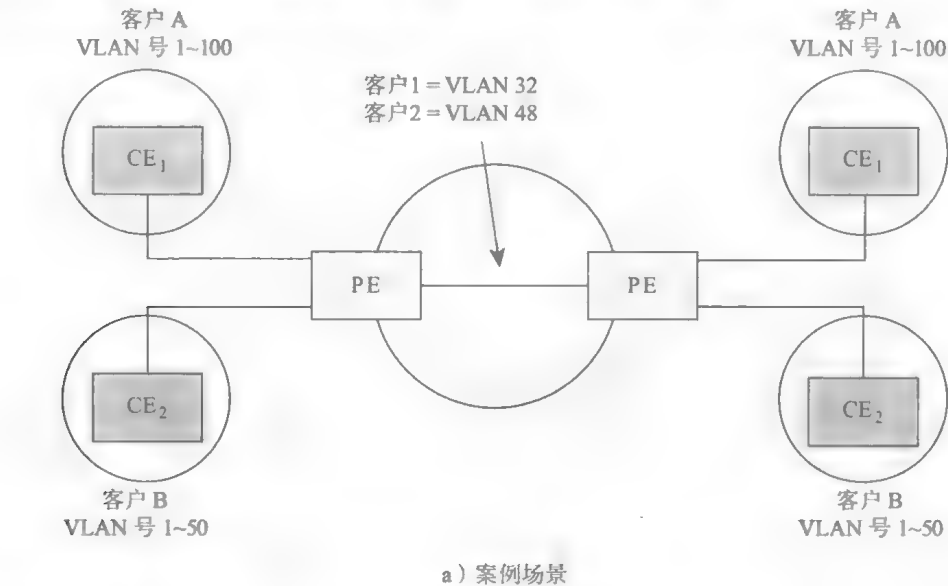 客户 A
VLAN 号 1~100
客户 A
VLAN 号 1~100
客户1 = VLAN 32
客户2 = VLAN 48
CE₁
CE₁
PE
PE
CE₂
CE₂
客户 B
VLAN 号 1~50
客户 B
VLAN 号 1~50
a）案例场景